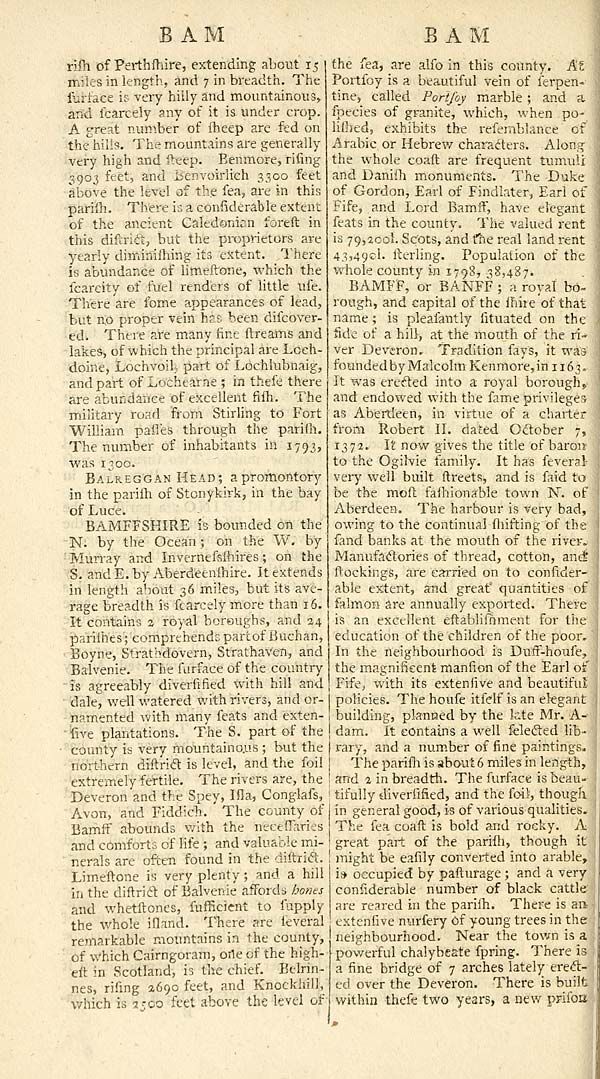 BAM
riſh of Perthſhire, extending about 15
miles in length, and 7 in breadth. The
ſurface is very hilly and mountainous,
and ſcarcely any of it is under crop.
A great number of ſheep are fed on
the hills. The mountains are generally
very high and ſteep. Benmore, riſing
3903 feet, and Benvoirlich 3300 feet
above the level of the ſea, are in this
pariſh. There is a conſiderable extent
of the ancient Caledonian foreſt in
this diſtrict, but the proprietors are
yearly diminiſhing its extent. There
is abundance of limeſtone, which the
ſcarcity of fuel renders of little uſe.
There are ſome appearances of lead,
but no proper vein has been diſcover-
ed. There are many fine ſtreams and
lakes, of which the principal are Loch-
doine, Lochvoil, part of Lochlubnaig,
and part of Lochearne; in theſe there
are abundance of excellent fiſh. The
military road from Stirling to Fort
William paſſes through the pariſh.
The number of inhabitants in 1793,
was 1300.
BALREGGAN HEAD; a promontory
in the pariſh of Stonykirk, in the bay
of Luce.
BAMFFSHIRE is bounded on the
N. by the Ocean; on the W. by
Murray and Inverneſsſhires; on the
S. and E. by Aberdeenſhire. It extends
in length about 36 miles, but its ave-
rage breadth is ſcarcely more than 16.
It contains 2 royal boroughs, and 24
pariſhes; comprehends part of Buchan,
Boyne, Strathdovern, Strathaven, and
Balvenie. The ſurface of the country
is agreeably diverſified with hill and
dale, well watered with rivers, and or-
namented with many ſeats and exten-
ſive plantations. The S. part of the
county is very mountainous; but the
northern diſtrict is level, and the ſoil
extremely fertile. The rivers are, the
Deveron and the Spey, Iſla, Conglaſs,
Avon, and Fiddich. The county of
Bamff abounds with the neceſſaries
and comforts of life; and valuable mi-
nerals are often found in the diſtrict.
Limeſtone is very plenty; and a hill
in the diſtrict of Balvenie affords hones
and whetſtones, ſufficient to ſupply
the whole iſland. There are ſeveral
remarkable mountains in the county,
of which Cairngoram, one of the high-
eſt in Scotland, is the chief. Belrin-
nes, riſing 2690 feet, and Knockhill,
which is 2500 feet above the level of
BAM
the ſea, are alſo in this county. At
Portſoy is a beautiful vein of ſerpen-
tine, called Portſoy marble; and a
ſpecies of granite, which, when po-
liſhed, exhibits the reſemblance of
Arabic or Hebrew characters. Along
the whole coaſt are frequent tumuli
and Daniſh monuments. The Duke
of Gordon, Earl of Findlater, Earl of
Fife, and Lord Bamff, have elegant
ſeats in the county. The valued rent
is 79,200l. Scots, and the real land rent
43,490l. ſterling. Population of the
whole county in 1798, 38,487.
BAMFF, or BANFF; a royal bo-
rough, and capital of the ſhire of that
name; is pleaſantly ſituated on the
ſide of a hill, at the mouth of the ri-
ver Deveron. Tradition ſays, it was
founded by Malcolm Kenmore, in 1163.
It was erected into a royal borough,
and endowed with the ſame privileges
as Aberdeen, in virtue of a charter
from Robert II. dated October 7,
1372. It now gives the title of baron
to the Ogilvie family. It has ſeveral
very well built ſtreets, and is ſaid to
be the moſt faſhionable town N. of
Aberdeen. The harbour is very bad,
owing to the continual ſhifting of the
ſand banks at the mouth of the river.
Manufactories of thread, cotton, and
ſtockings, are carried on to conſider-
able extent, and great quantities of
ſalmon are annually exported. There
is an excellent eſtabliſhment for the
education of the children of the poor.
In the neighbourhood is Duff-houſe,
the magnificent manſion of the Earl of
Fife, with its extenſive and beautiful
policies. The houſe itſelf is an elegant
building, planned by the late Mr. A-
dam. It contains a well ſelected lib-
rary, and a number of fine paintings.
The pariſh is about 6 miles in length,
and 2 in breadth. The ſurface is beau-
tifully diverſified, and the ſoil, though
in general good, is of various qualities.
The ſea coaſt is bold and rocky. A
great part of the pariſh, though it
might be eaſily converted into arable,
is occupied by paſturage; and a very
conſiderable number of black cattle
are reared in the pariſh. There is an
extenſive nurſery of young trees in the
neighbourhood. Near the town is a
powerful chalybeate ſpring. There is
a fine bridge of 7 arches lately erect-
ed over the Deveron. There is built
within theſe two years, a new priſon